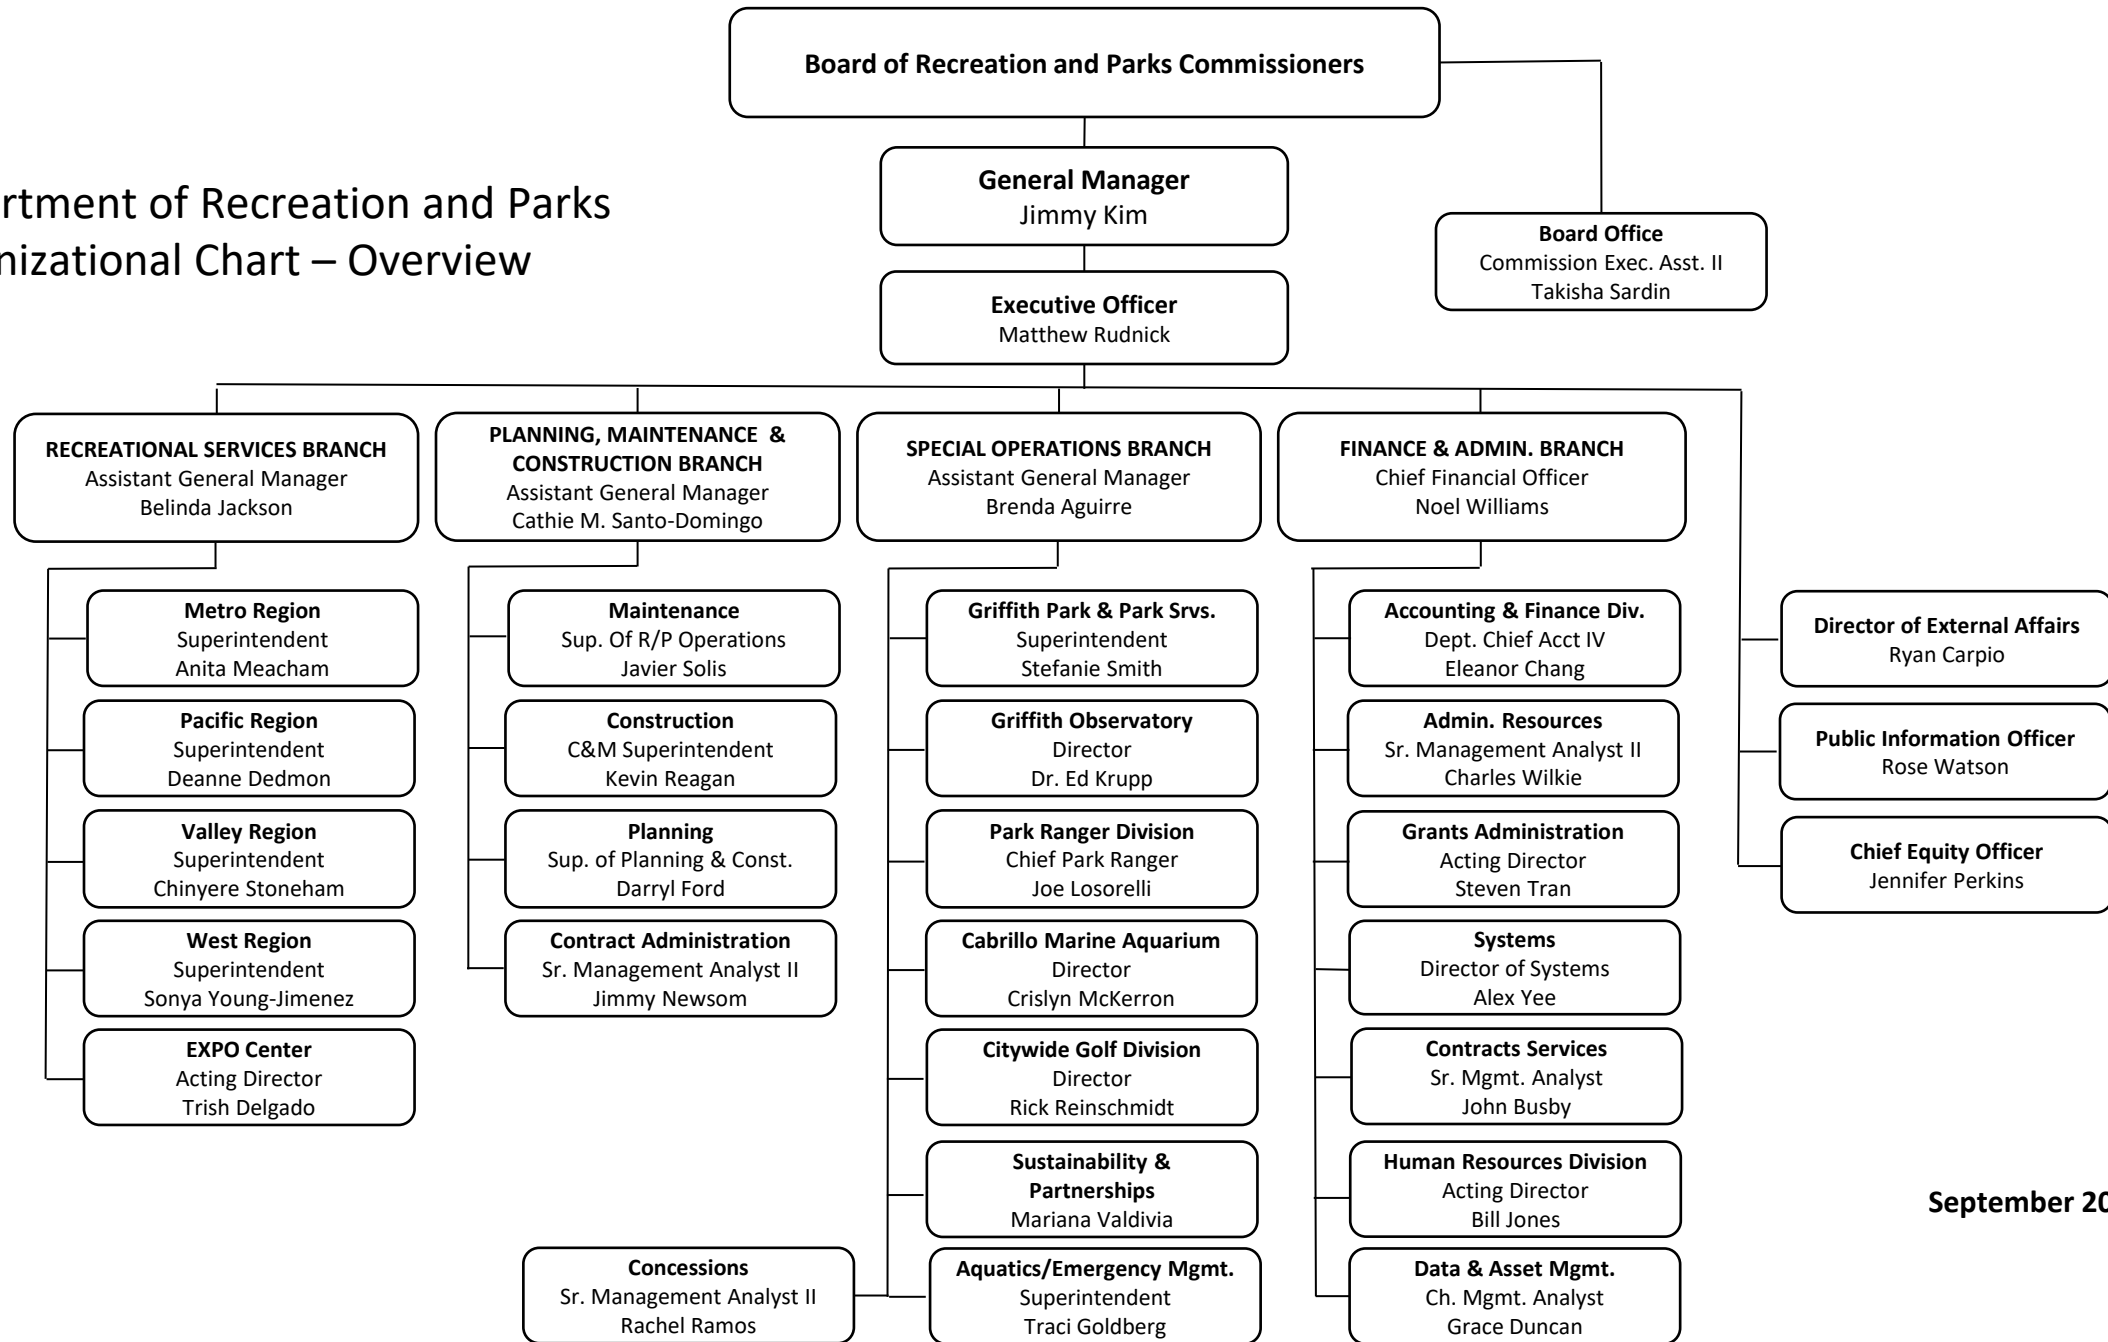 Board of Recreation and Parks Commissioners
General Manager
Jimmy Kim
rtment of Recreation and Parks
nizational Chart – Overview
Board Office
Commission Exec. Asst. II
Takisha Sardin
Executive Officer
Matthew Rudnick
RECREATIONAL SERVICES BRANCH
Assistant General Manager
Belinda Jackson
PLANNING, MAINTENANCE &
CONSTRUCTION BRANCH
Assistant General Manager
Cathie M. Santo-Domingo
SPECIAL OPERATIONS BRANCH
Assistant General Manager
Brenda Aguirre
FINANCE & ADMIN. BRANCH
Chief Financial Officer
Noel Williams
Metro Region
Superintendent
Anita Meacham
Pacific Region
Superintendent
Deanne Dedmon
Valley Region
Superintendent
Chinyere Stoneham
West Region
Superintendent
Sonya Young-Jimenez
EXPO Center
Acting Director
Trish Delgado
Maintenance
Sup. Of R/P Operations
Javier Solis
Construction
C&M Superintendent
Kevin Reagan
Planning
Sup. of Planning & Const.
Darryl Ford
Contract Administration
Sr. Management Analyst II
Jimmy Newsom
Griffith Park & Park Srvs.
Superintendent
Stefanie Smith
Griffith Observatory
Director
Dr. Ed Krupp
Park Ranger Division
Chief Park Ranger
Joe Losorelli
Cabrillo Marine Aquarium
Director
Crislyn McKerron
Citywide Golf Division
Director
Rick Reinschmidt
Sustainability &
Partnerships
Mariana Valdivia
Concessions
Sr. Management Analyst II
Rachel Ramos
Aquatics/Emergency Mgmt.
Superintendent
Traci Goldberg
Accounting & Finance Div.
Dept. Chief Acct IV
Eleanor Chang
Admin. Resources
Sr. Management Analyst II
Charles Wilkie
Grants Administration
Acting Director
Steven Tran
Systems
Director of Systems
Alex Yee
Contracts Services
Sr. Mgmt. Analyst
John Busby
Human Resources Division
Acting Director
Bill Jones
Data & Asset Mgmt.
Ch. Mgmt. Analyst
Grace Duncan
Director of External Affairs
Ryan Carpio
Public Information Officer
Rose Watson
Chief Equity Officer
Jennifer Perkins
September 20